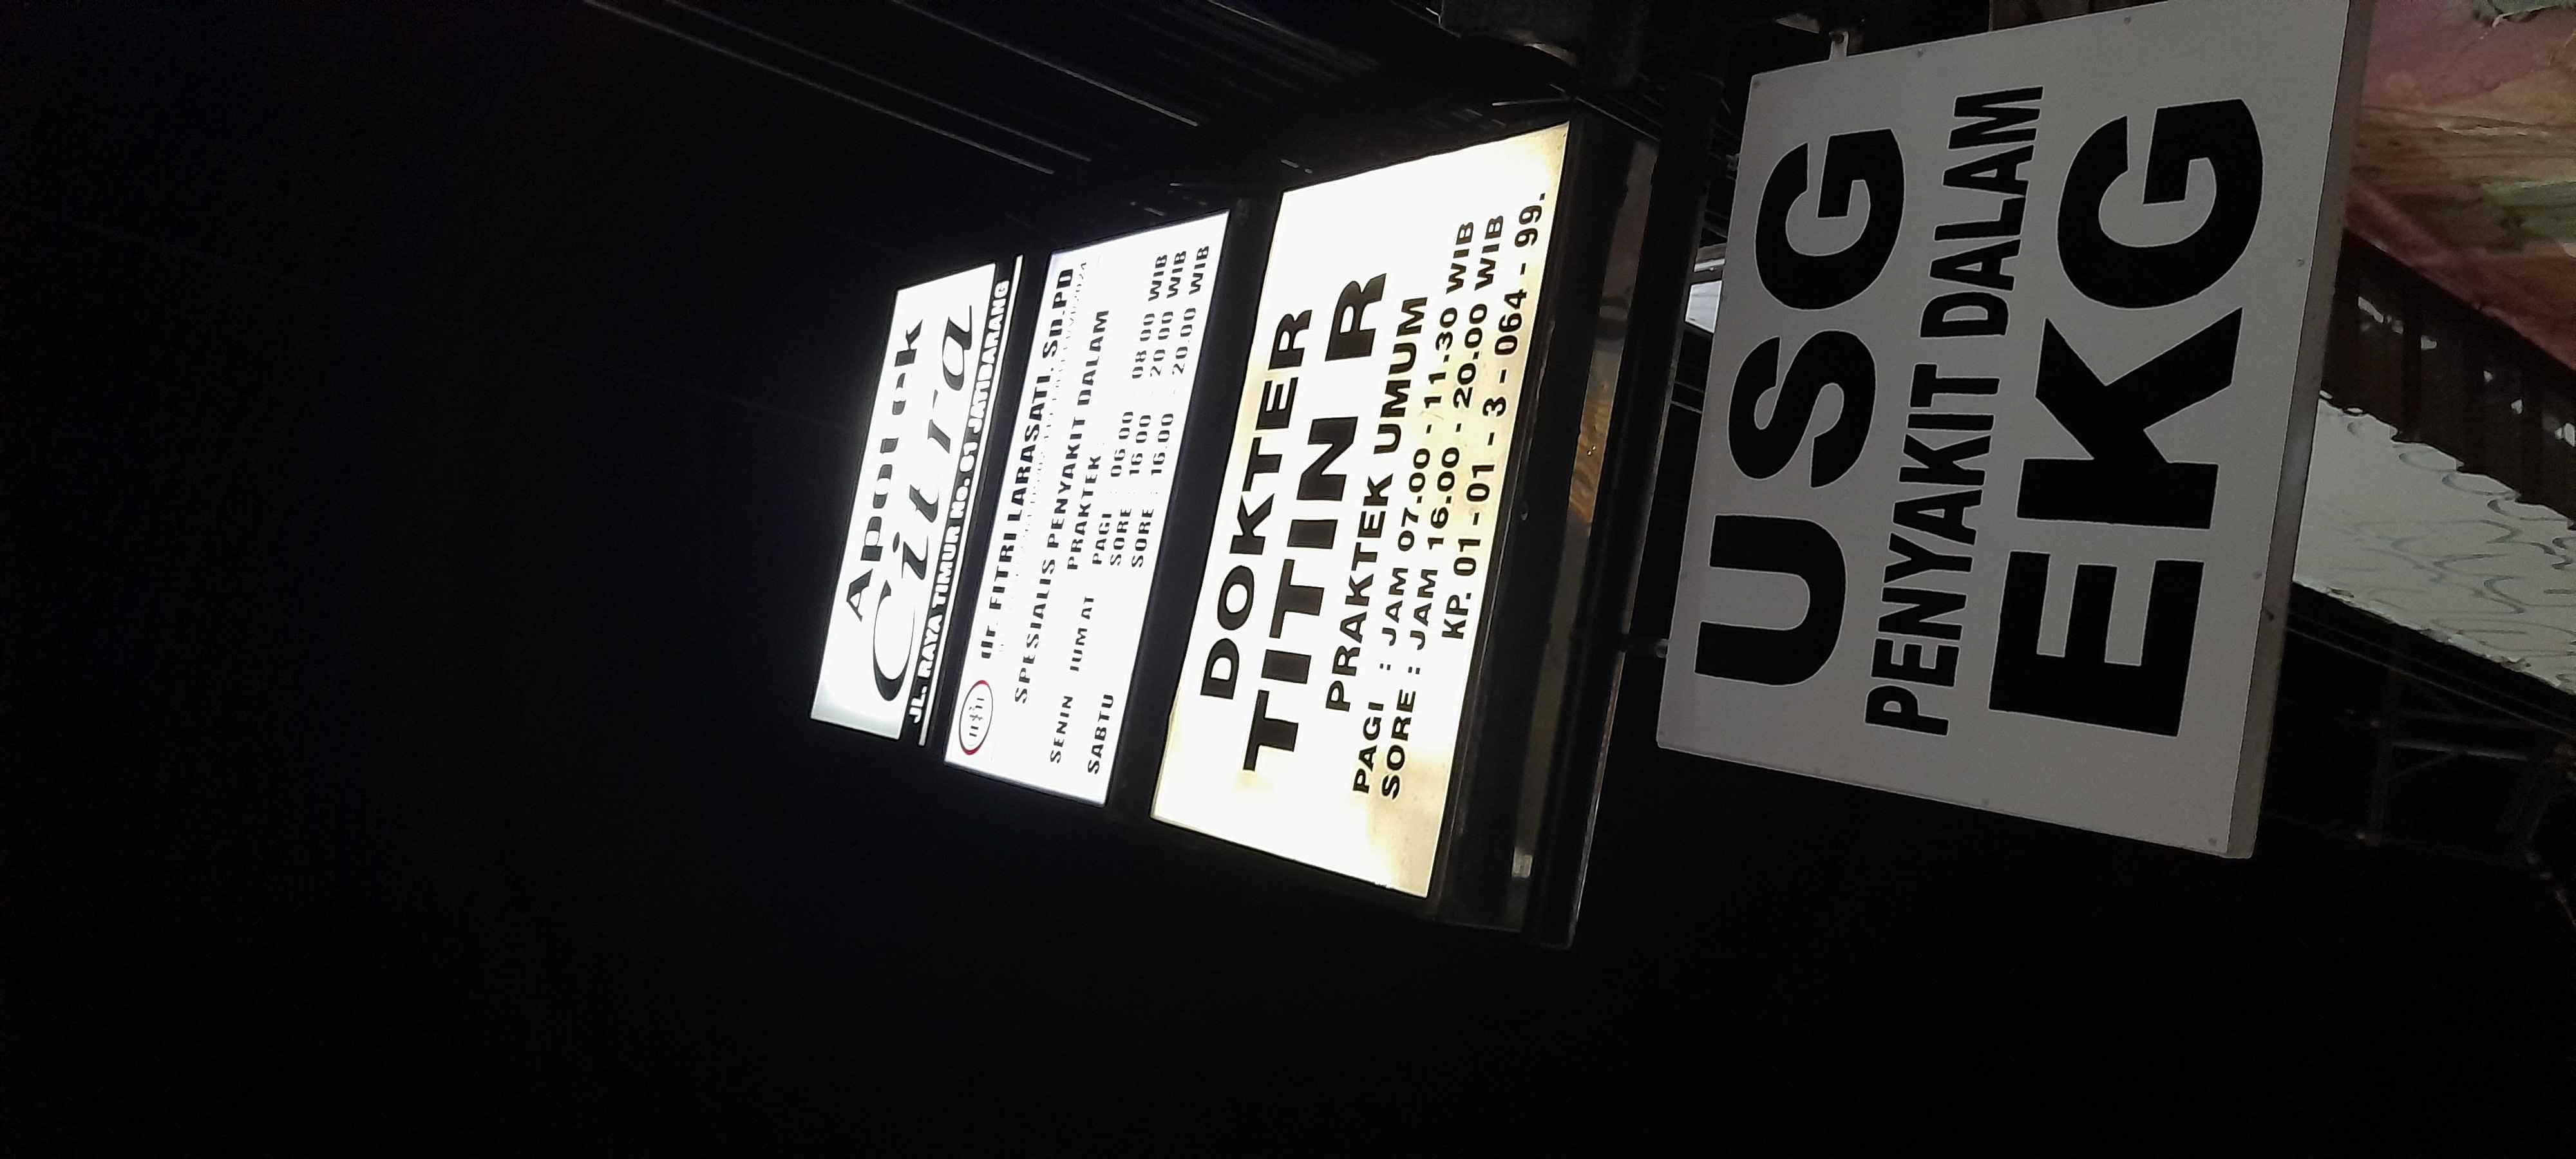 Apotek
Citra
JL. RAYA TIMUR No. 61 JATIBARANG
dr. FITRI LARASATI. Sp.PD
SPESIALIS PENYAKIT DALAM
PRAKTEK
SENIN JUM AT PAGI : 06.00 - 08.00 WIB
SORE : 16.00 - 20.00 WIB
SABTU SORE : 16.00 - 20.00 WIB
DOKTER
TITIN R
PRAKTEK UMUM
PAGI : JAM 07.00 - 11.30 WIB
SORE : JAM 16.00 - 20.00 WIB
KP. 01 - 01 - 3 - 064 - 99.
USG
PENYAKIT DALAM
EKG